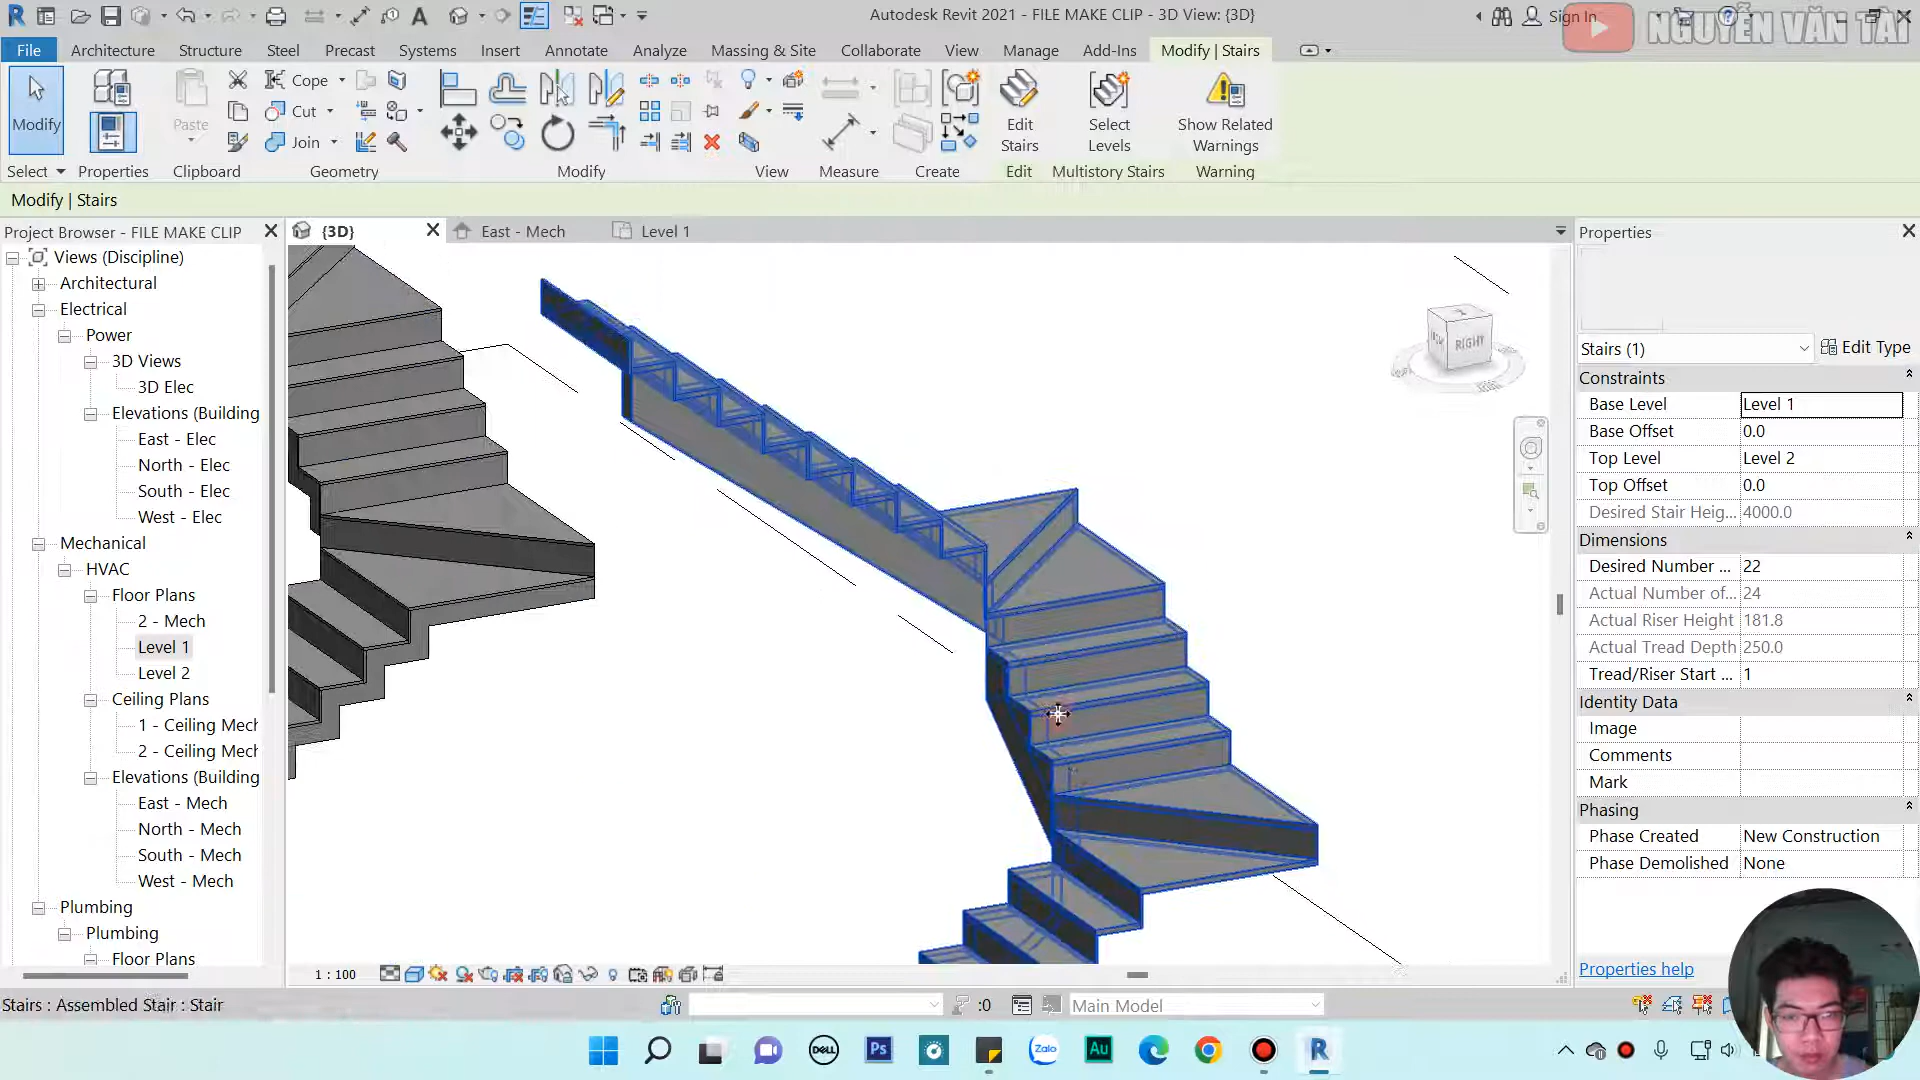 Autodesk Revit 2021 - FILE MAKE CLIP - 3D View: {3D}
Sign In
NGUYỄN VĂN TÀI
File
Architecture
Structure
Steel
Precast
Systems
Insert
Annotate
Analyze
Massing & Site
Collaborate
View
Manage
Add-Ins
Modify | Stairs
Modify
Paste
Cope
Cut
Join
Edit
Stairs
Select
Levels
Show Related
Warnings
Select
Properties
Clipboard
Geometry
Modify
View
Measure
Create
Edit
Multistory Stairs
Warning
Modify | Stairs
Project Browser - FILE MAKE CLIP
{3D}
East - Mech
Level 1
Properties
Views (Discipline)
Architectural
Electrical
Power
3D Views
3D Elec
Elevations (Building
East - Elec
North - Elec
South - Elec
West - Elec
Mechanical
HVAC
Floor Plans
2 - Mech
Level 1
Level 2
Ceiling Plans
1 - Ceiling Mech
2 - Ceiling Mech
Elevations (Building
East - Mech
North - Mech
South - Mech
West - Mech
Plumbing
Plumbing
Floor Plans
RIGHT
Stairs (1)
Edit Type
Constraints
Base Level Level 1
Base Offset 0.0
Top Level Level 2
Top Offset 0.0
Desired Stair Heig... 4000.0
Dimensions
Desired Number ... 22
Actual Number of... 24
Actual Riser Height 181.8
Actual Tread Depth 250.0
Tread/Riser Start ... 1
Identity Data
Image
Comments
Mark
Phasing
Phase Created New Construction
Phase Demolished None
Properties help
1 : 100
Stairs : Assembled Stair : Stair
:0
Main Model
DELL
Ps
Zalo
Au
R